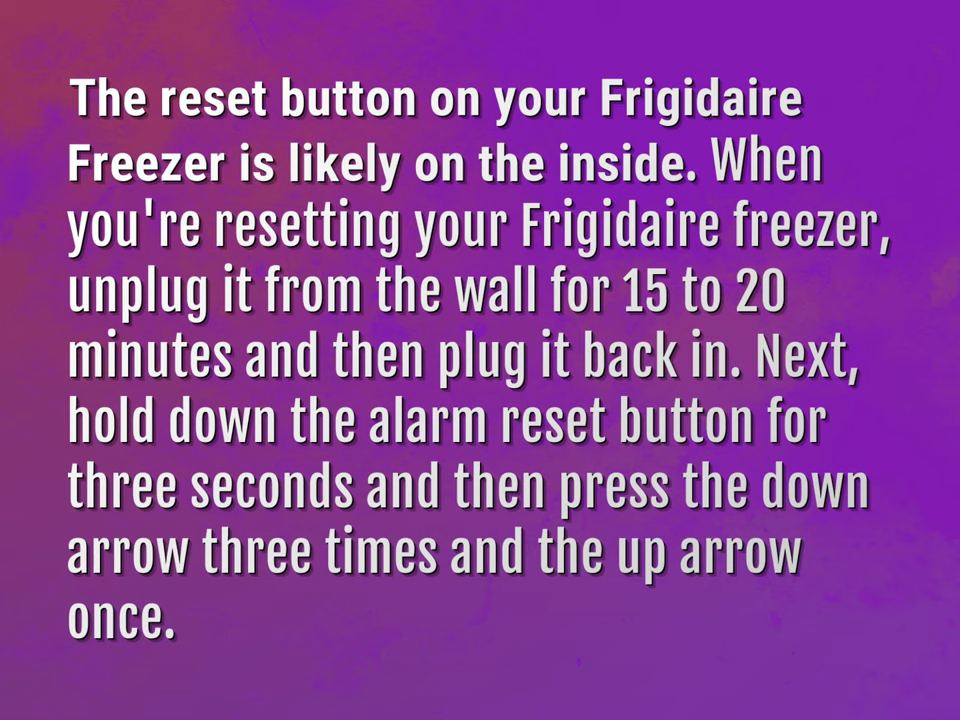 The reset button on your Frigidaire
Freezer is likely on the inside. When
you're resetting your Frigidaire freezer,
unplug it from the wall for 15 to 20
minutes and then plug it back in. Next,
hold down the alarm reset button for
three seconds and then press the down
arrow three times and the up arrow
once.